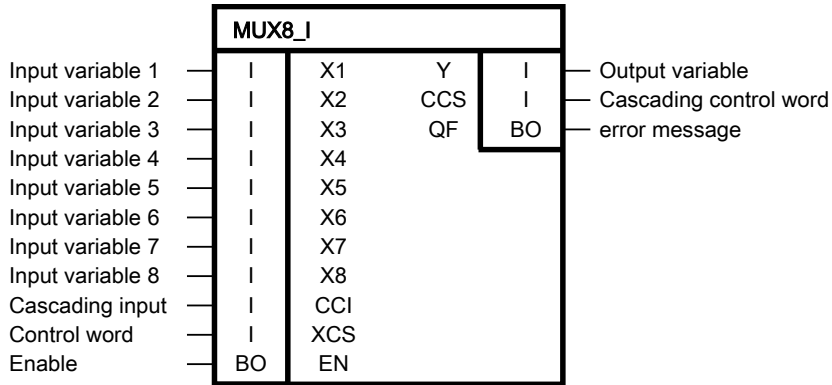 MUX8_I
Input variable 1 I X1 Y I Output variable
Input variable 2 I X2 CCS I Cascading control word
Input variable 3 I X3 QF BO error message
Input variable 4 I X4
Input variable 5 I X5
Input variable 6 I X6
Input variable 7 I X7
Input variable 8 I X8
Cascading input I CCI
Control word I XCS
Enable BO EN